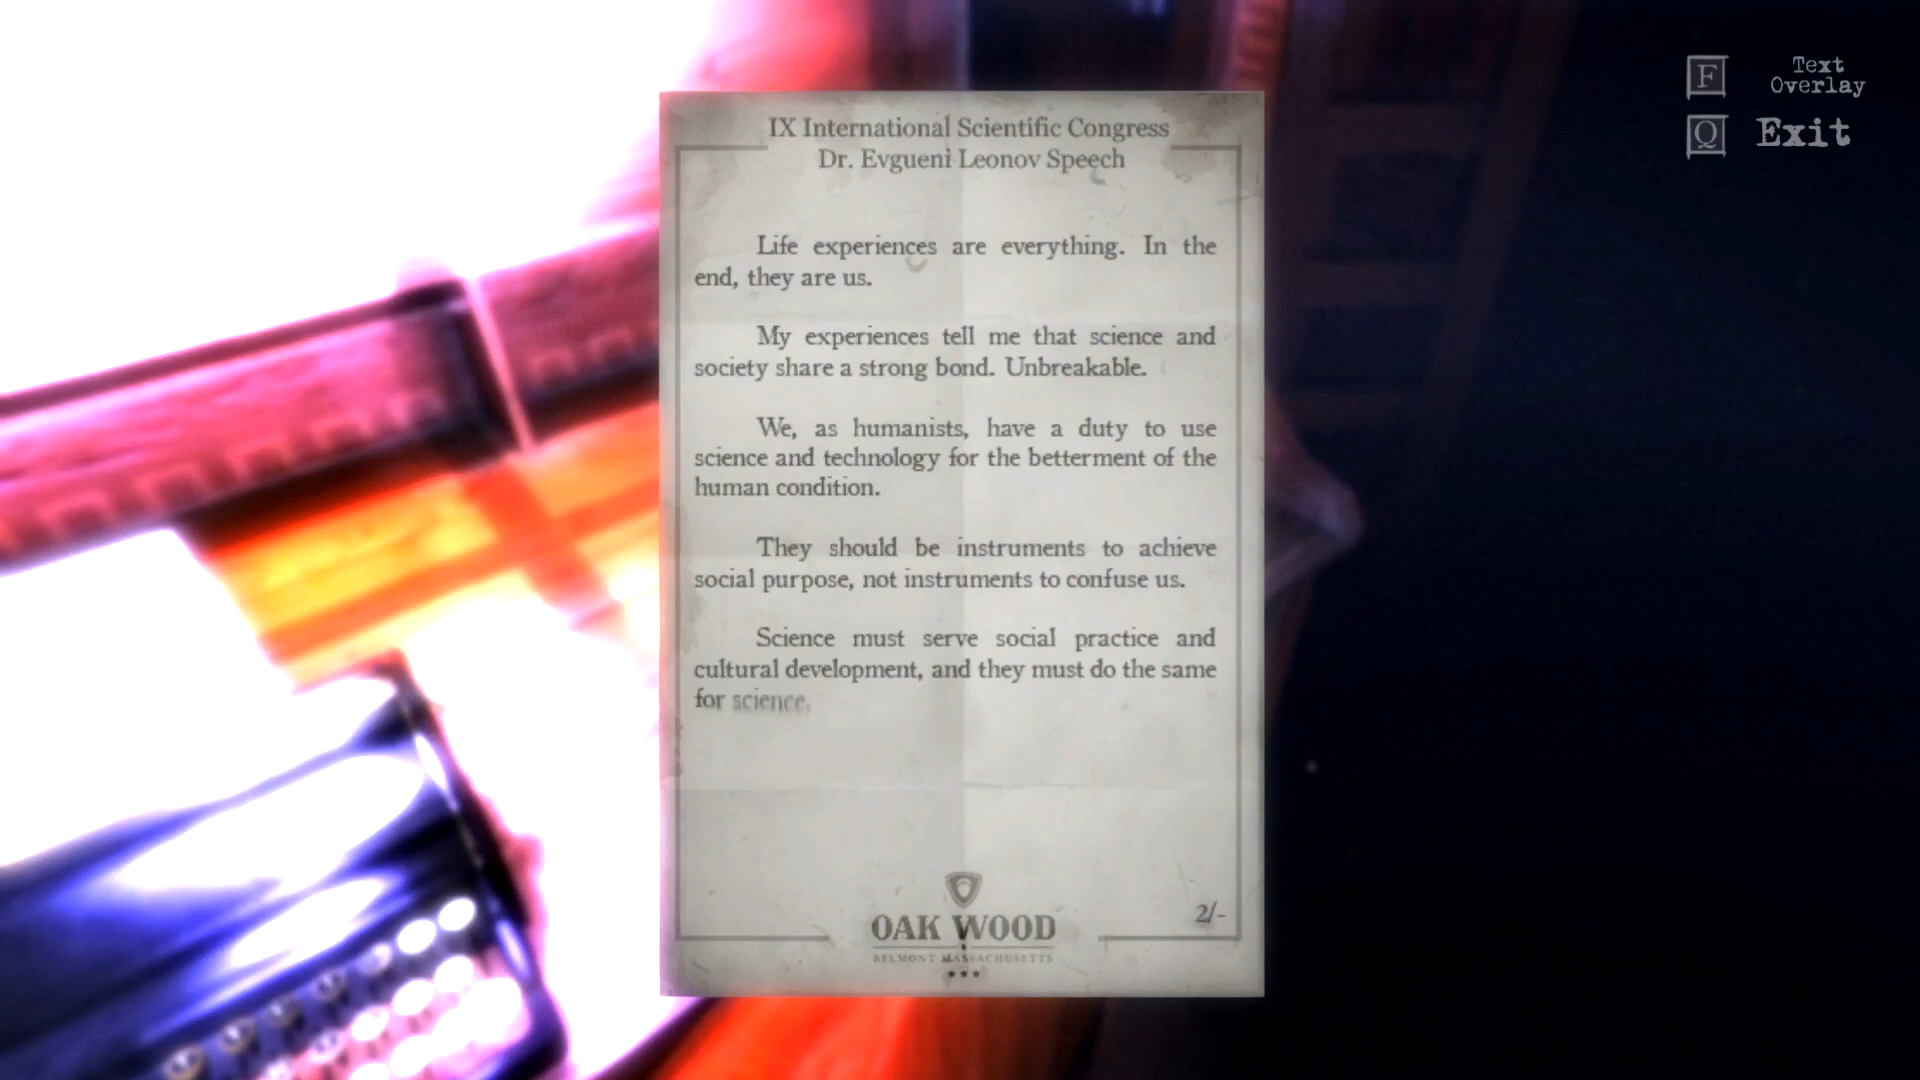 IX International Scientific Congress
Dr. Evgueni Leonov Speech
Life experiences are everything. In the
end, they are us.
My experiences tell me that science and
society share a strong bond. Unbreakable.
We, as humanists, have a duty to use
science and technology for the betterment of the
human condition.
They should be instruments to achieve
social purpose, not instruments to confuse us.
Science must serve social practice and
cultural development, and they must do the same
for science.
2/-
OAK WOOD
BELMONT MASSACHUSETTS
F Text
Overlay
Q Exit